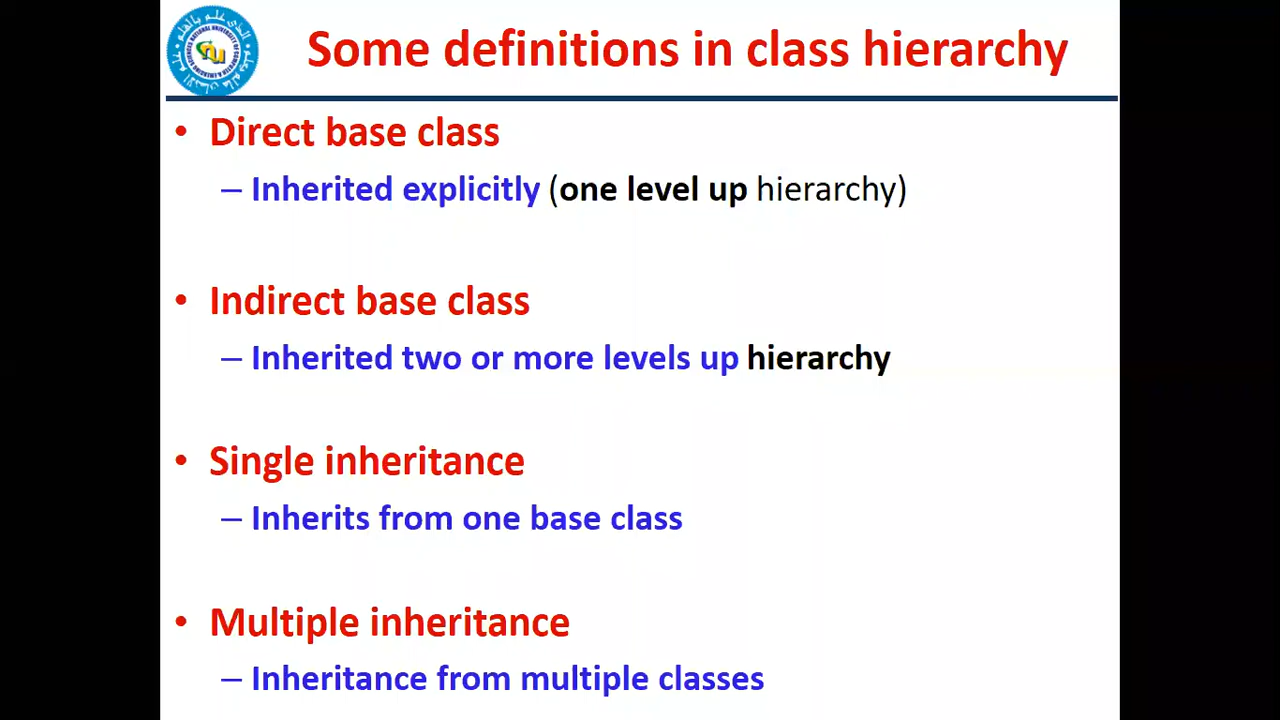 Some definitions in class hierarchy
• Direct base class
– Inherited explicitly (one level up hierarchy)
• Indirect base class
– Inherited two or more levels up hierarchy
• Single inheritance
– Inherits from one base class
• Multiple inheritance
– Inheritance from multiple classes